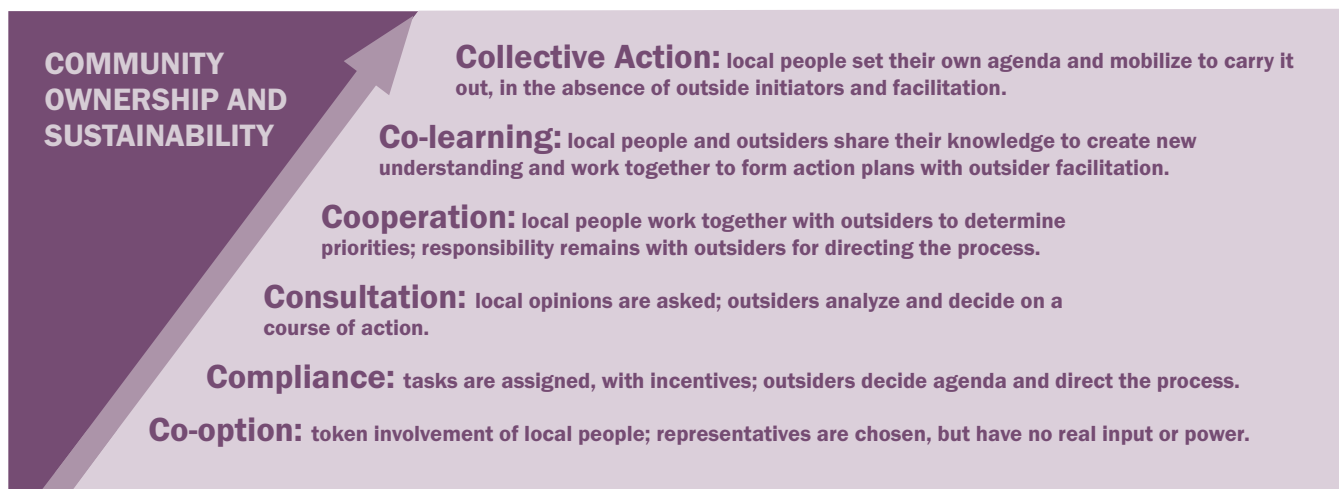 COMMUNITY
OWNERSHIP AND
SUSTAINABILITY
Collective Action: local people set their own agenda and mobilize to carry it
out, in the absence of outside initiators and facilitation.
Co-learning: local people and outsiders share their knowledge to create new
understanding and work together to form action plans with outsider facilitation.
Cooperation: local people work together with outsiders to determine
priorities; responsibility remains with outsiders for directing the process.
Consultation: local opinions are asked; outsiders analyze and decide on a
course of action.
Compliance: tasks are assigned, with incentives; outsiders decide agenda and direct the process.
Co-option: token involvement of local people; representatives are chosen, but have no real input or power.